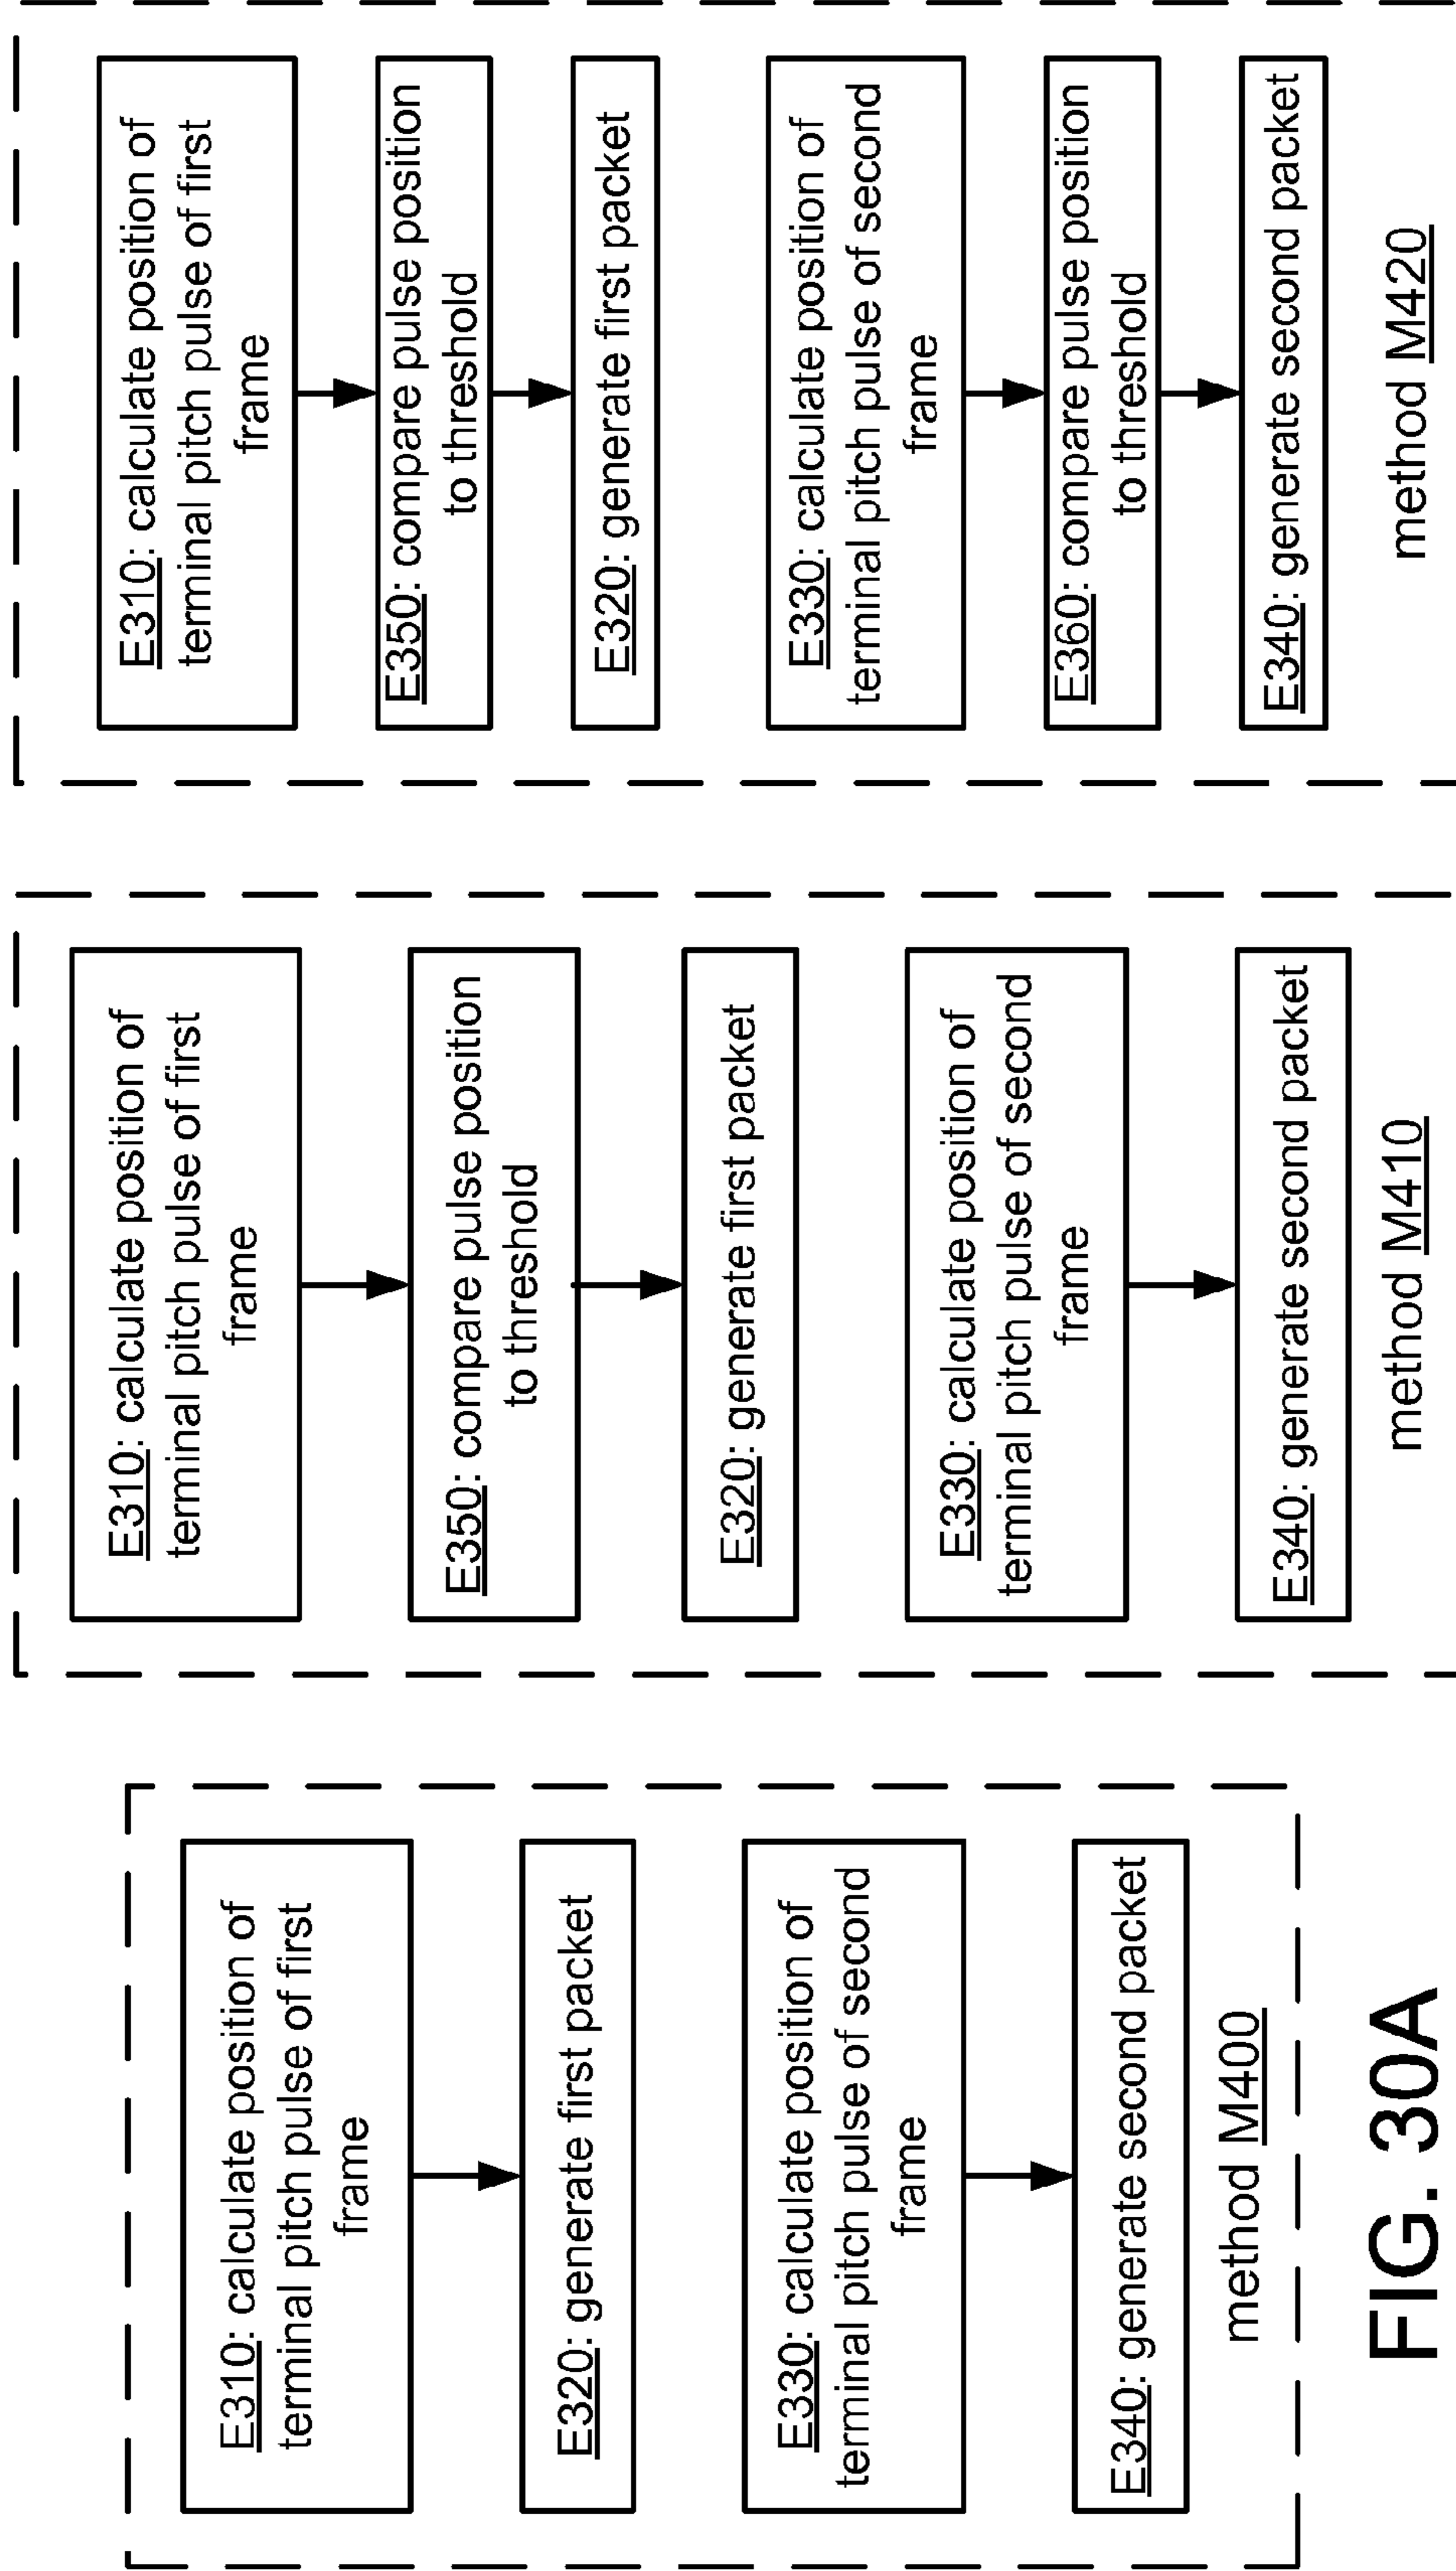 E310: calculate position of
terminal pitch pulse of first
frame
E320: generate first packet
E330: calculate position of
terminal pitch pulse of second
frame
E340: generate second packet
method M400
FIG. 30A
E310: calculate position of
terminal pitch pulse of first
frame
E350: compare pulse position
to threshold
E320: generate first packet
E330: calculate position of
terminal pitch pulse of second
frame
E340: generate second packet
method M410
E310: calculate position of
terminal pitch pulse of first
frame
E350: compare pulse position
to threshold
E320: generate first packet
E330: calculate position of
terminal pitch pulse of second
frame
E360: compare pulse position
to threshold
E340: generate second packet
method M420